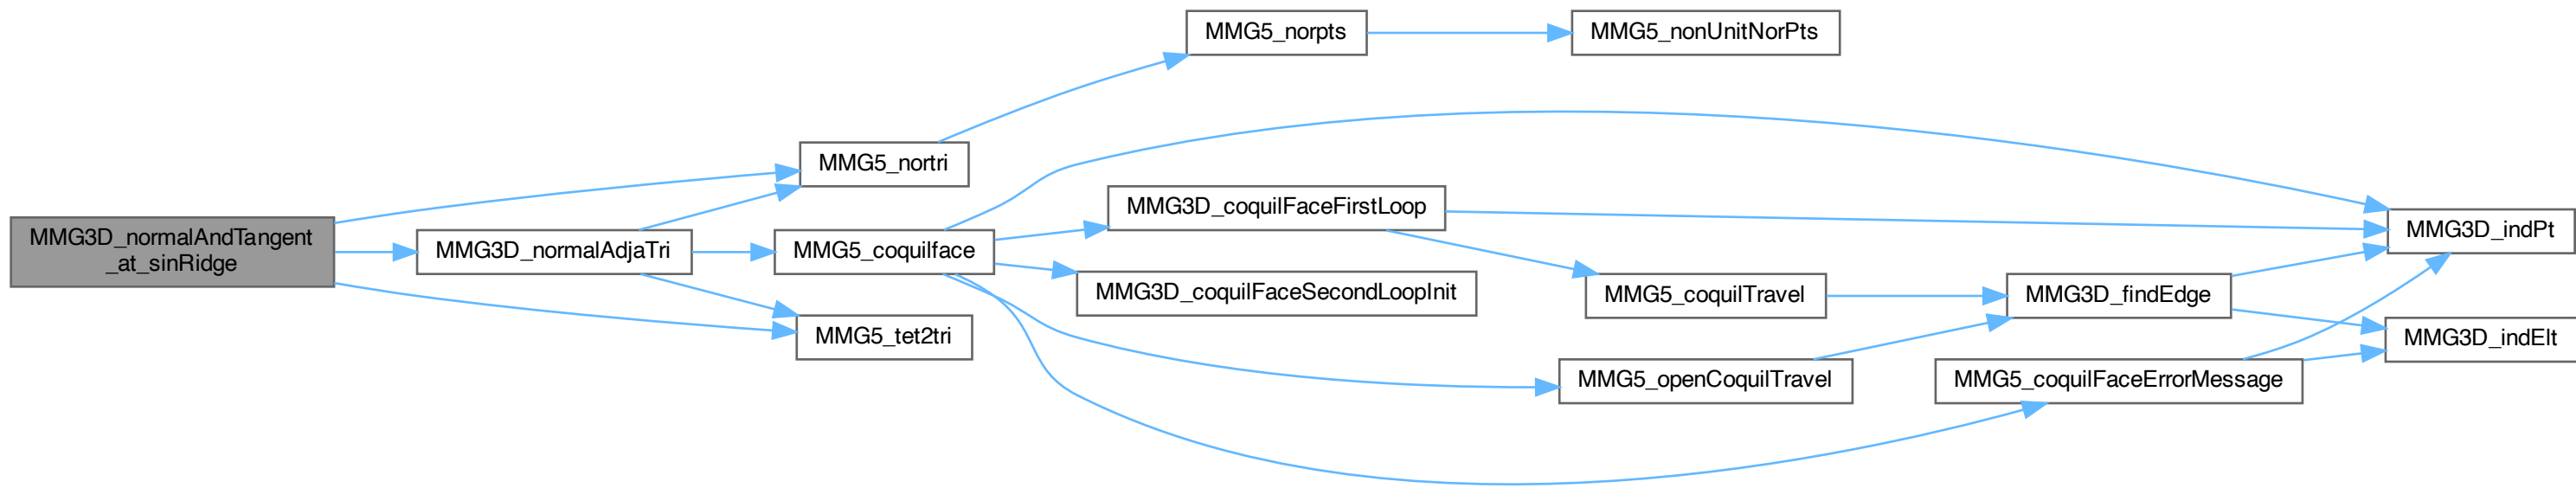 MMG5_norpts
MMG5_nonUnitNorPts
MMG5_nortri
MMG3D_coquilFaceFirstLoop
MMG3D_indPt
MMG3D_normalAndTangent
_at_sinRidge
MMG3D_normalAdjaTri
MMG5_coquilface
MMG3D_coquilFaceSecondLoopInit
MMG5_coquilTravel
MMG3D_findEdge
MMG5_tet2tri
MMG3D_indElt
MMG5_openCoquilTravel
MMG5_coquilFaceErrorMessage